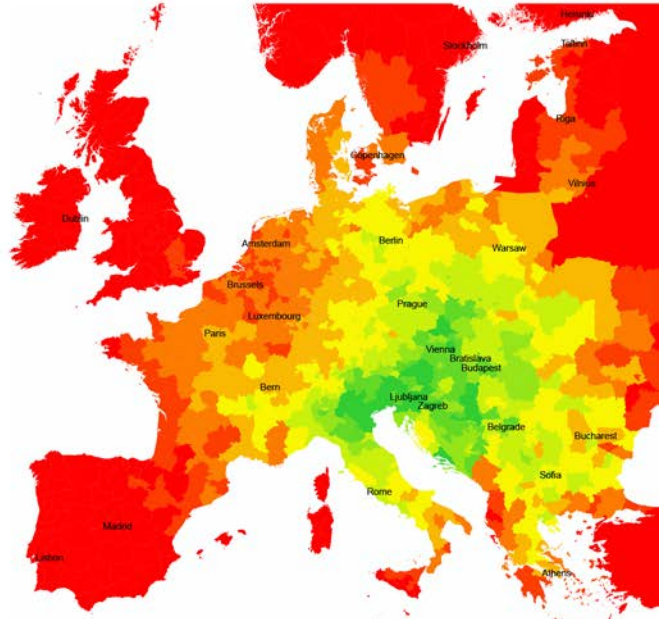 Helsinki
Stockholm
Tallinn
Riga
Copenhagen
Vilnius
Dublin
Amsterdam
Berlin
Warsaw
Brussels
Prague
Luxembourg
Paris
Vienna
Bratislava
Budapest
Bern
Ljubljana
Zagreb
Belgrade
Bucharest
Sofia
Rome
Madrid
Lisbon
Athens